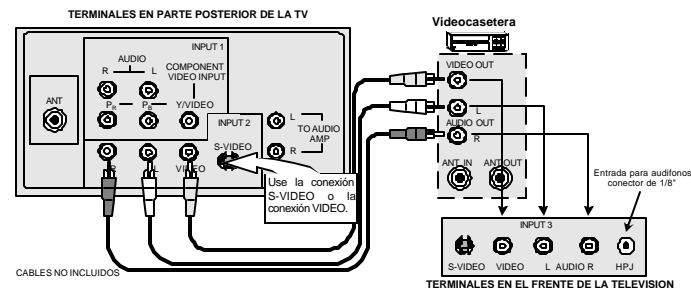 TERMINALES EN PARTE POSTERIOR DE LA TV
INPUT 1
AUDIO
R L
COMPONENT
VIDEO INPUT
ANT
PR PB Y/VIDEO
INPUT 2
S-VIDEO
L
TO AUDIO
AMP
R
R L VIDEO
Use la conexión
S-VIDEO o la
conexión VIDEO.
CABLES NO INCLUIDOS
Videocasetera
VIDEO OUT
L
AUDIO OUT
R
ANT IN ANT OUT
Entrada para audifonos
conector de 1/8"
INPUT 3
S-VIDEO VIDEO L AUDIO R HPJ
TERMINALES EN EL FRENTE DE LA TELEVISION